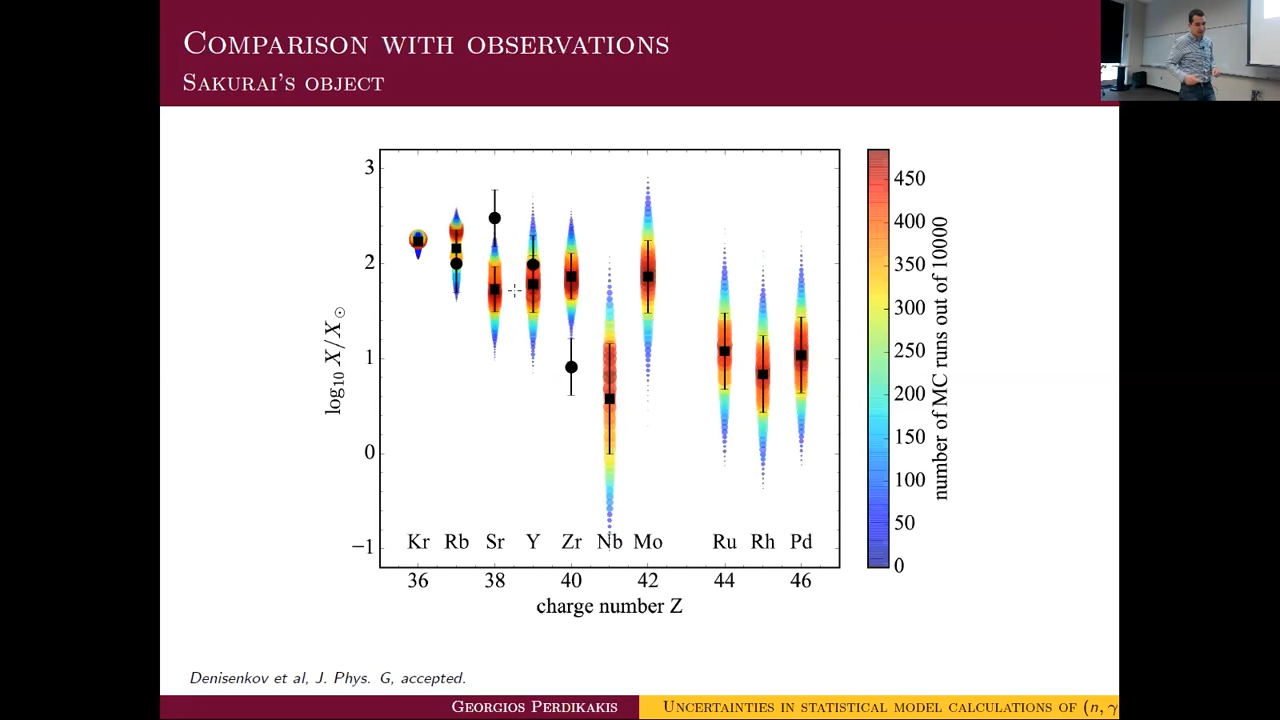 COMPARISON WITH OBSERVATIONS
SAKURAI'S OBJECT
3
2
1
0
−1
log₁₀ X/X☉
Kr Rb Sr Y Zr Nb Mo Ru Rh Pd
36 38 40 42 44 46
charge number Z
450
400
350
300
250
200
150
100
50
0
number of MC runs out of 10000
Denisenkov et al, J. Phys. G, accepted.
GEORGIOS PERDIKAKIS
UNCERTAINTIES IN STATISTICAL MODEL CALCULATIONS OF (n, γ